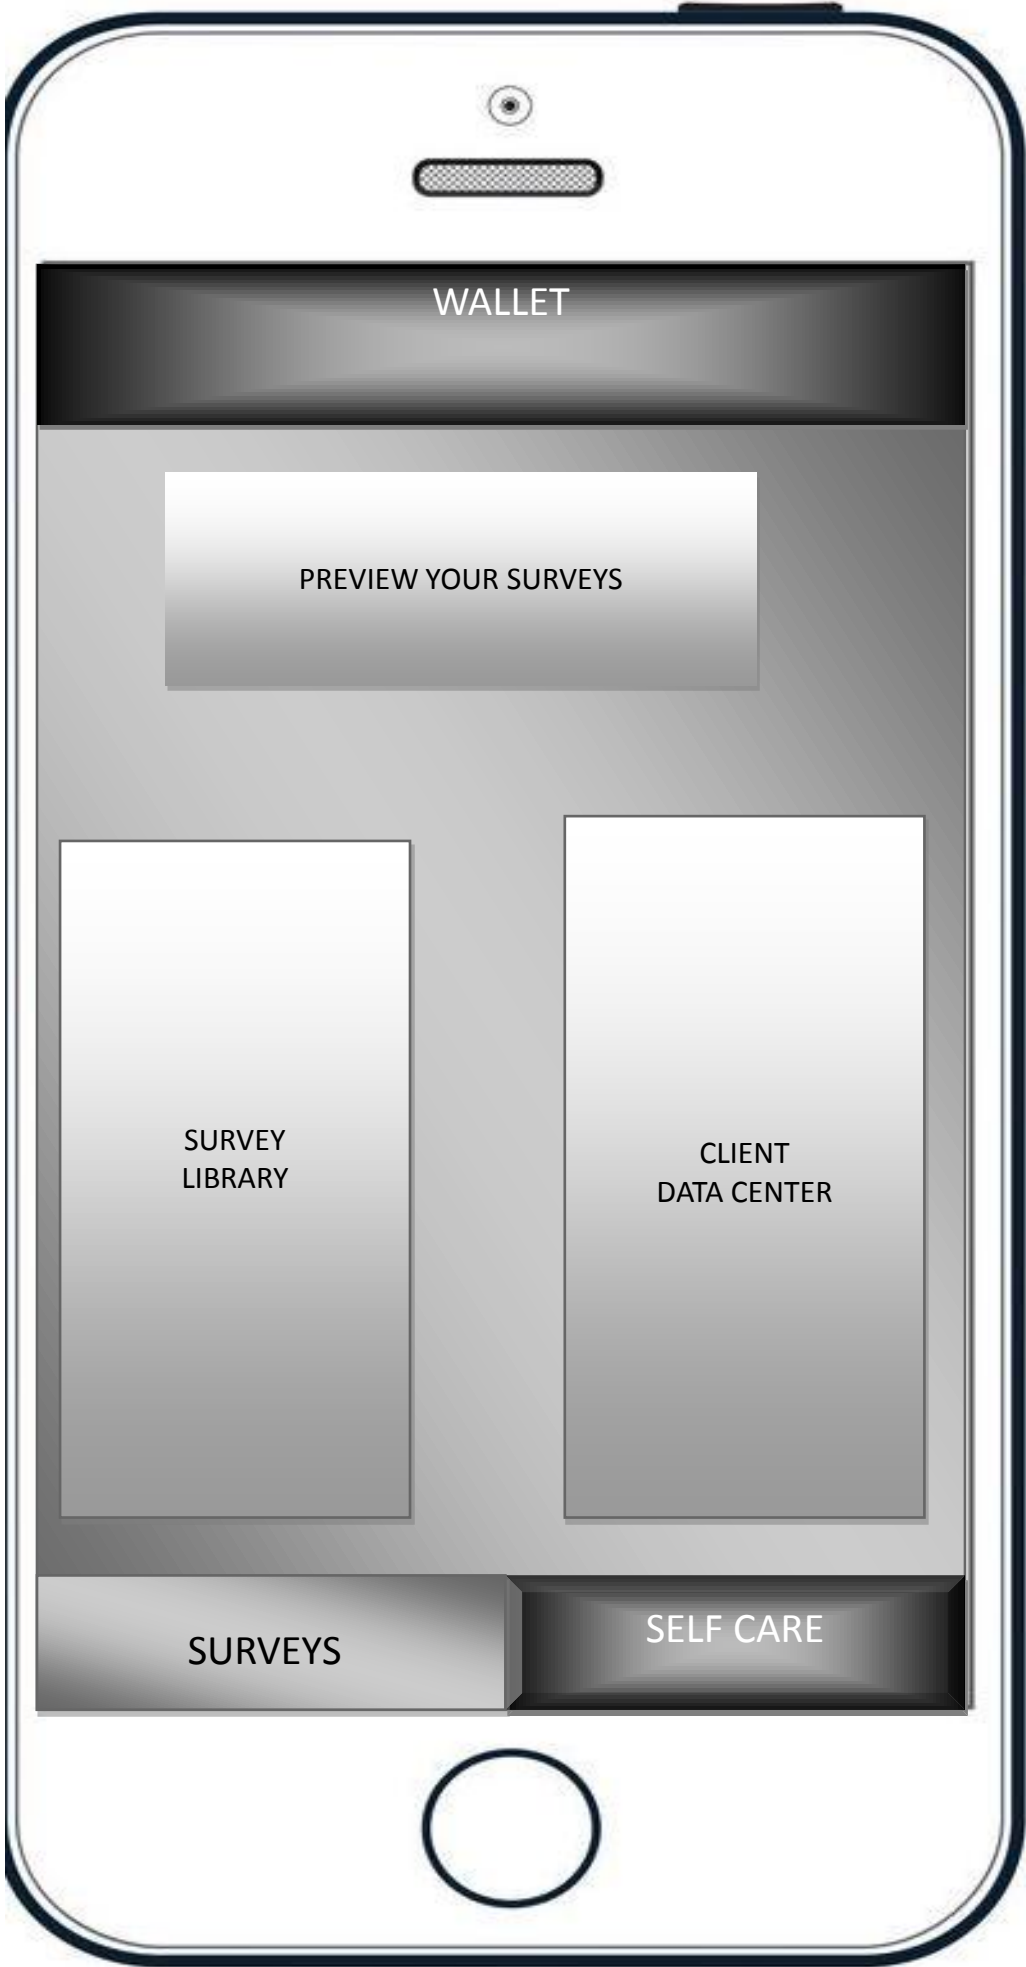 WALLET
PREVIEW YOUR SURVEYS
SURVEY
LIBRARY
CLIENT
DATA CENTER
SURVEYS
SELF CARE